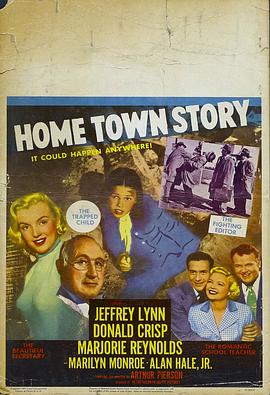 HOME TOWN STORY
IT COULD HAPPEN ANYWHERE!
THE
TRAPPED
CHILD
THE
FIGHTING
EDITOR
JEFFREY LYNN
DONALD CRISP
MARJORIE REYNOLDS
MARILYN MONROE · ALAN HALE, JR.
ARTHUR PIERSON
THE
BEAUTIFUL
SECRETARY
THE ROMANTIC
SCHOOL TEACHER